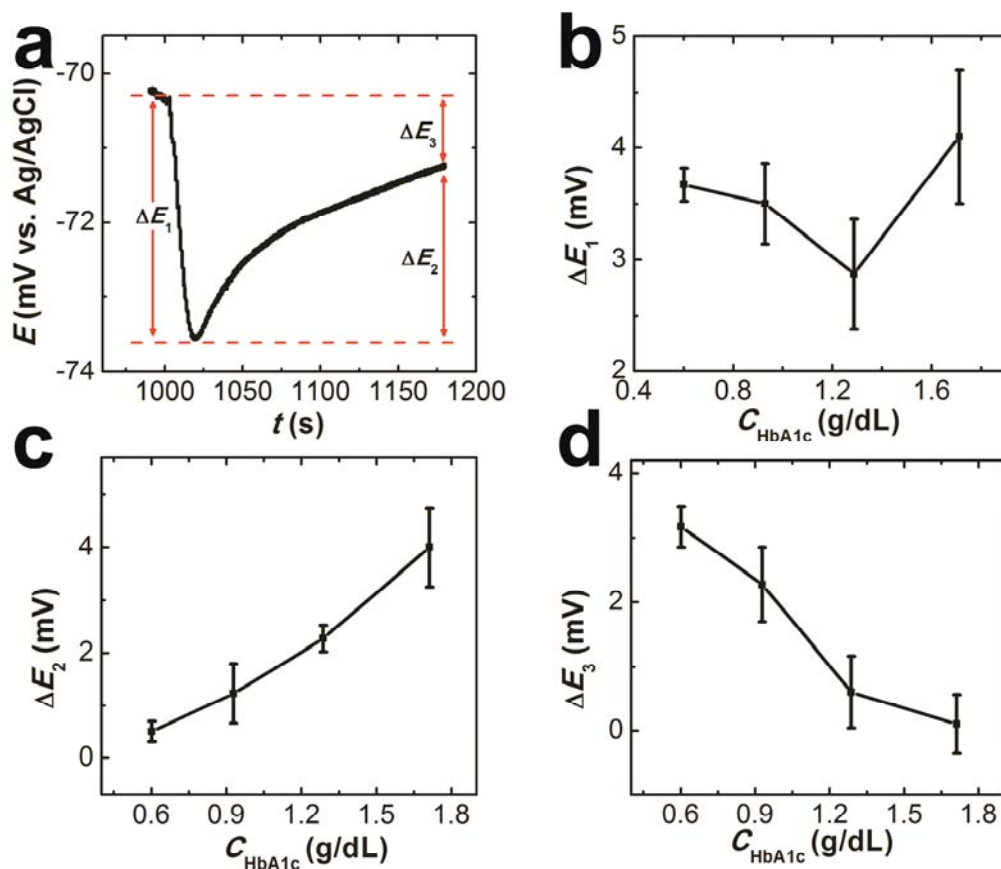 a
E (mV vs. Ag/AgCl)
-70
-72
-74
ΔE₁
ΔE₃
ΔE₂
1000 1050 1100 1150 1200
t (s)
b
ΔE₁ (mV)
5
4
3
2
0.4 0.8 1.2 1.6
C_HbA1c (g/dL)
c
ΔE₂ (mV)
4
2
0
0.6 0.9 1.2 1.5 1.8
C_HbA1c (g/dL)
d
ΔE₃ (mV)
4
2
0
0.6 0.9 1.2 1.5 1.8
C_HbA1c (g/dL)